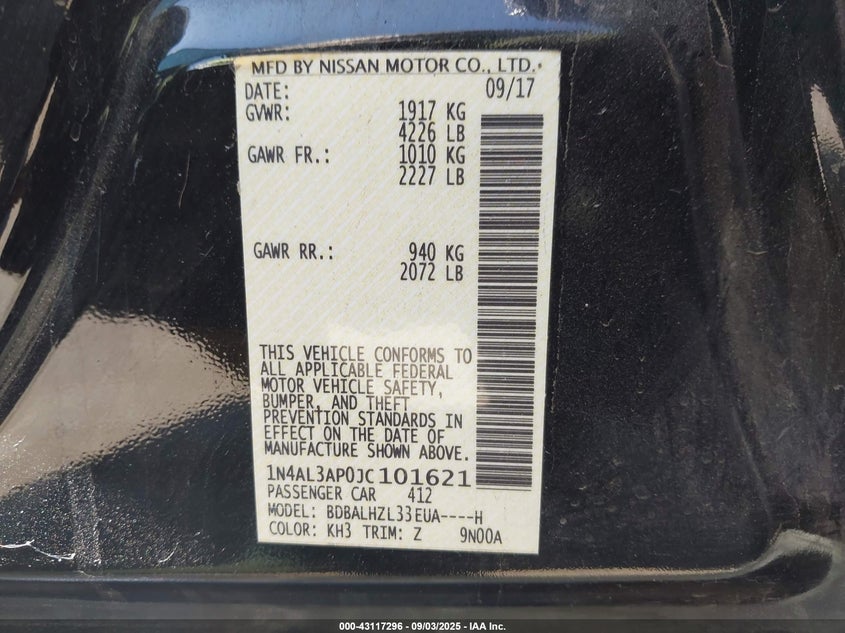 MFD BY NISSAN MOTOR CO., LTD.
DATE: 09/17
GVWR: 1917 KG
4226 LB
GAWR FR.: 1010 KG
2227 LB
GAWR RR.: 940 KG
2072 LB
THIS VEHICLE CONFORMS TO
ALL APPLICABLE FEDERAL
MOTOR VEHICLE SAFETY,
BUMPER, AND THEFT
PREVENTION STANDARDS IN
EFFECT ON THE DATE OF
MANUFACTURE SHOWN ABOVE.
1N4AL3AP0JC101621
PASSENGER CAR 412
MODEL: BDBALHZL33EUA----H
COLOR: KH3 TRIM: Z 9N00A
000-43117296 - 09/03/2025 - IAA Inc.